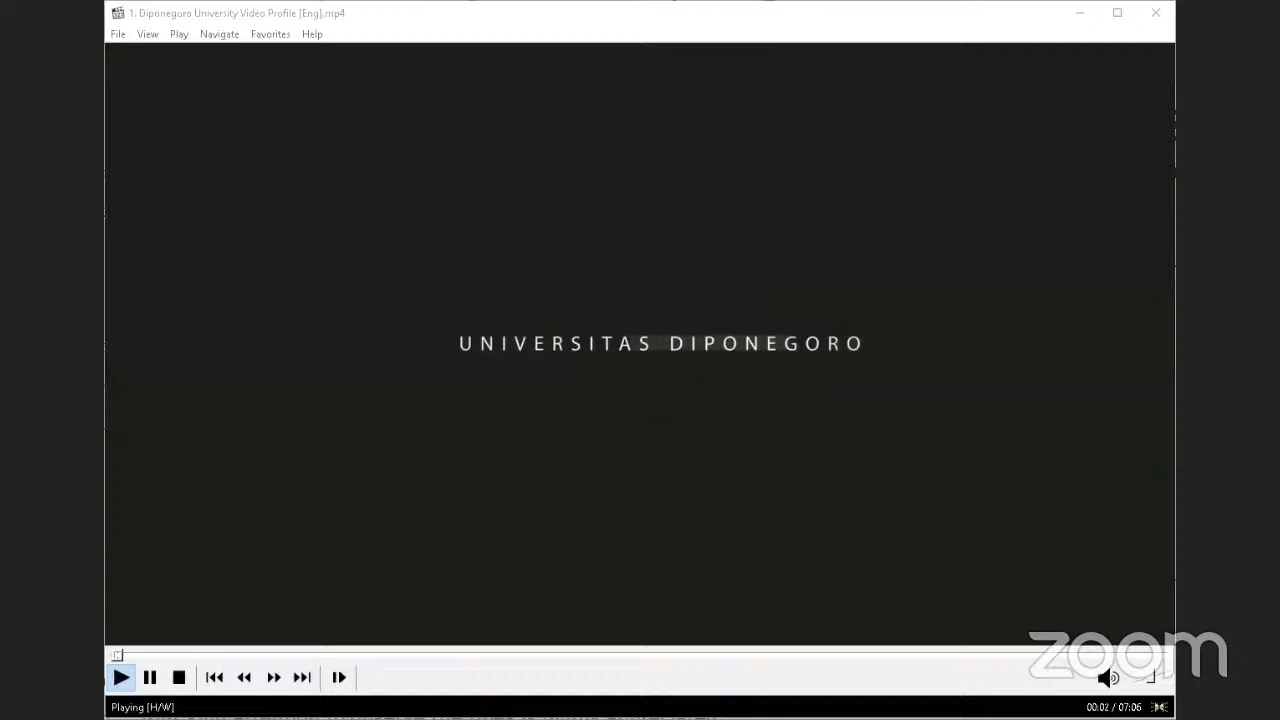 1. Diponegoro University Video Profile [Eng].mp4
File View Play Navigate Favorites Help
UNIVERSITAS DIPONEGORO
zoom
Playing [H/W]
00:02 / 07:06